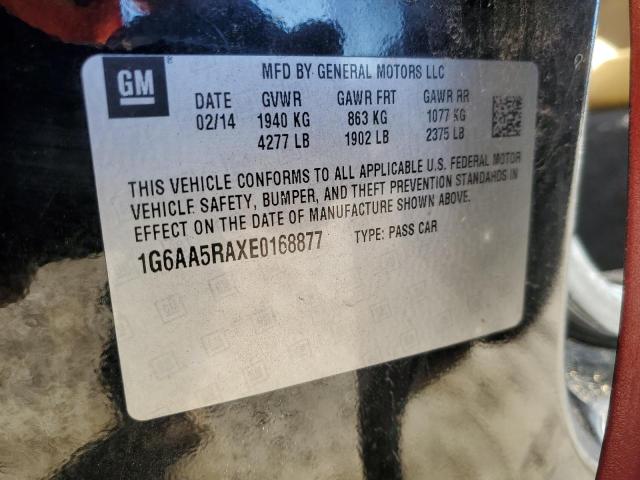 GM ®
MFD BY GENERAL MOTORS LLC
DATE GVWR GAWR FRT GAWR RR
02/14 1940 KG 863 KG 1077 KG
4277 LB 1902 LB 2375 LB
THIS VEHICLE CONFORMS TO ALL APPLICABLE U.S. FEDERAL MOTOR
VEHICLE SAFETY, BUMPER, AND THEFT PREVENTION STANDARDS IN
EFFECT ON THE DATE OF MANUFACTURE SHOWN ABOVE.
1G6AA5RAXE0168877 TYPE: PASS CAR